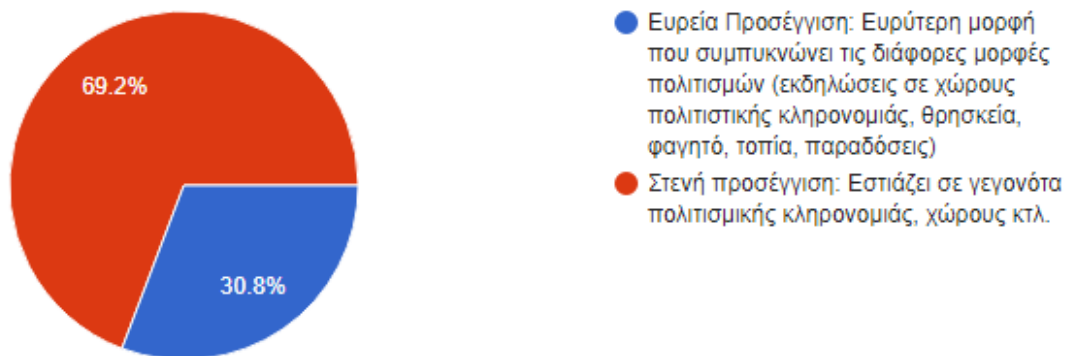 69.2%
30.8%
Ευρεία Προσέγγιση: Ευρύτερη μορφή
που συμπυκνώνει τις διάφορες μορφές
πολιτισμών (εκδηλώσεις σε χώρους
πολιτιστικής κληρονομιάς, θρησκεία,
φαγητό, τοπία, παραδόσεις)
Στενή προσέγγιση: Εστιάζει σε γεγονότα
πολιτισμικής κληρονομιάς, χώρους κτλ.